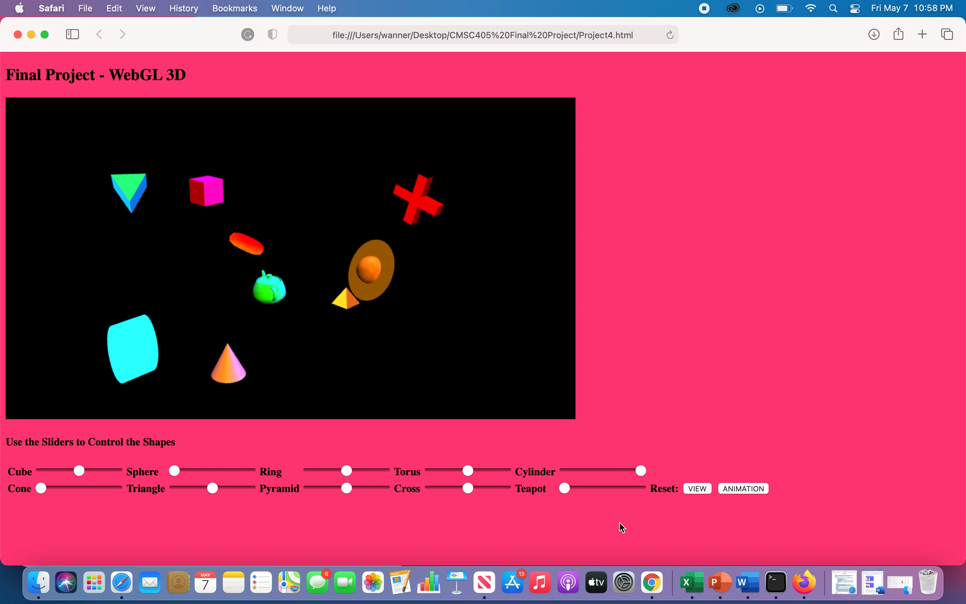 Safari File Edit View History Bookmarks Window Help Fri May 7 10:58 PM
file:///Users/wanner/Desktop/CMSC405%20Final%20Project/Project4.html
Final Project - WebGL 3D
Use the Sliders to Control the Shapes
Cube Sphere Ring Torus Cylinder
Cone Triangle Pyramid Cross Teapot Reset: VIEW ANIMATION